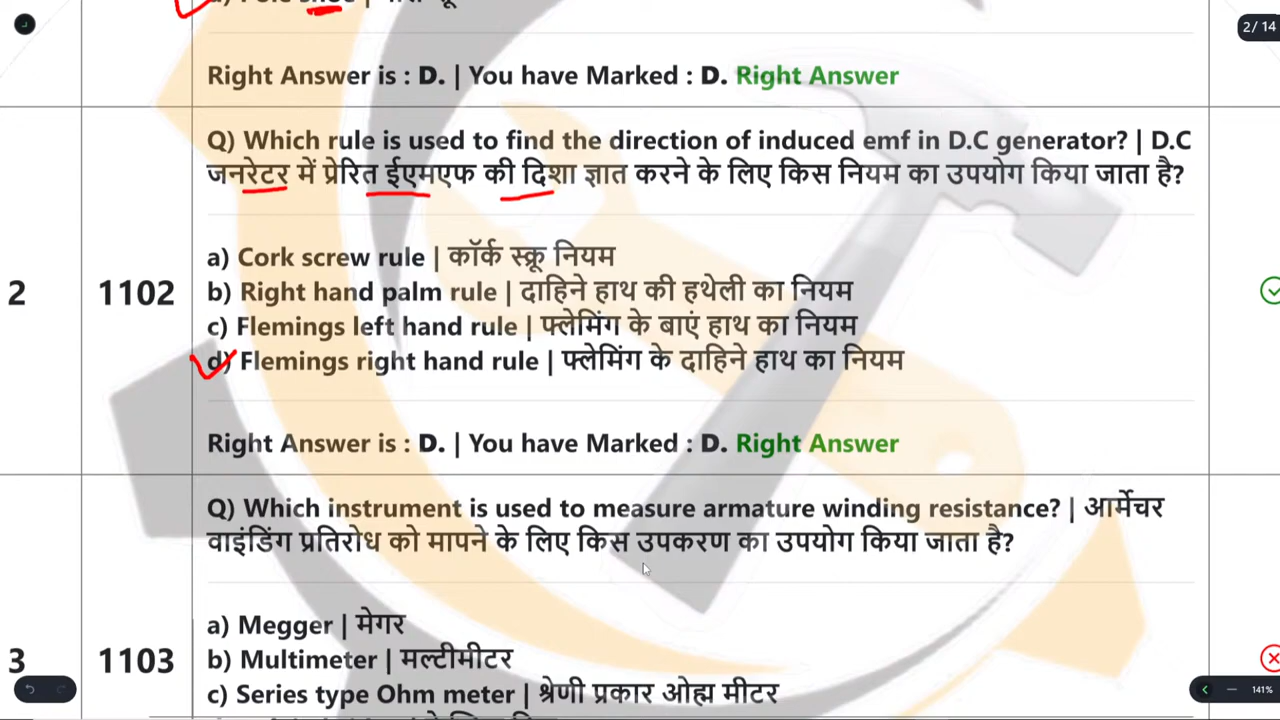 2 / 14
Right Answer is : D. | You have Marked : D. Right Answer
Q) Which rule is used to find the direction of induced emf in D.C generator? | D.C
जनरेटर में प्रेरित ईएमएफ की दिशा ज्ञात करने के लिए किस नियम का उपयोग किया जाता है?
a) Cork screw rule | कॉर्क स्क्रू नियम
2
1102
b) Right hand palm rule | दाहिने हाथ की हथेली का नियम
c) Flemings left hand rule | फ्लेमिंग के बाएं हाथ का नियम
d) Flemings right hand rule | फ्लेमिंग के दाहिने हाथ का नियम
Right Answer is : D. | You have Marked : D. Right Answer
Q) Which instrument is used to measure armature winding resistance? | आर्मेचर
वाइंडिंग प्रतिरोध को मापने के लिए किस उपकरण का उपयोग किया जाता है?
a) Megger | मेगर
3
1103
b) Multimeter | मल्टीमीटर
c) Series type Ohm meter | श्रेणी प्रकार ओह्म मीटर
141%